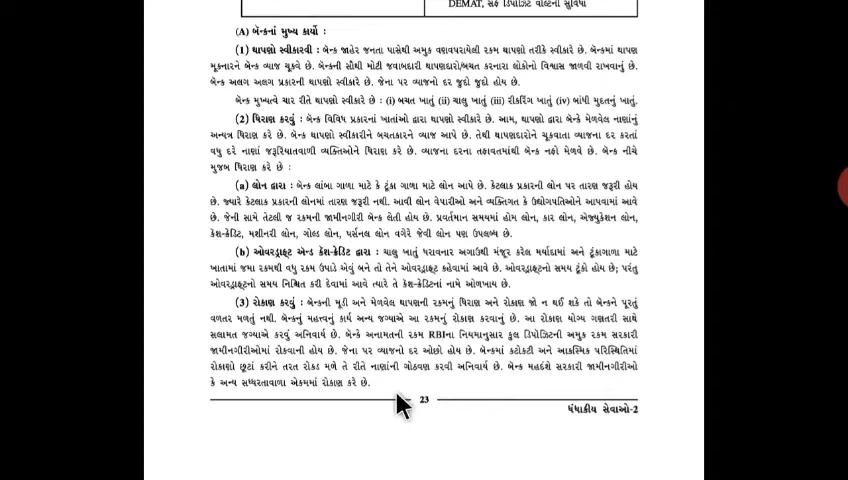 DEMAT, સેફ ડિપોઝિટ વોલ્ટની સુવિધા
(A) બૅન્કનાં મુખ્ય કાર્યો :
(1) થાપણો સ્વીકારવી : બૅન્ક જાહેર જનતા પાસેથી અમુક વણવપરાયેલી રકમ થાપણો તરીકે સ્વીકારે છે. બૅન્કમાં થાપણ
મૂકનારને બૅન્ક વ્યાજ ચૂકવે છે. બૅન્કની સૌથી મોટી જવાબદારી થાપણદારો/બચત કરનારા લોકોનો વિશ્વાસ જાળવી રાખવાનું છે.
બૅન્ક અલગ અલગ પ્રકારની થાપણો સ્વીકારે છે. જેના પર વ્યાજનો દર જુદો જુદો હોય છે.
બૅન્ક મુખ્યત્વે ચાર રીતે થાપણો સ્વીકારે છે : (i) બચત ખાતું (ii) ચાલુ ખાતું (iii) રીકરિંગ ખાતું (iv) બાંધી મુદતનું ખાતું.
(2) ધિરાણ કરવું : બૅન્ક વિવિધ પ્રકારનાં ખાતાંઓ દ્વારા થાપણો સ્વીકારે છે. આમ, થાપણો દ્વારા બૅન્કે મેળવેલ નાણાંનું
અન્યત્ર ધિરાણ કરે છે. બૅન્ક થાપણો સ્વીકારીને બચતકારને વ્યાજ આપે છે. તેથી થાપણદારોને ચૂકવાતા વ્યાજના દર કરતાં
વધુ દરે નાણાં જરૂરિયાતવાળી વ્યક્તિઓને ધિરાણ કરે છે. વ્યાજના દરના તફાવતમાંથી બૅન્ક નફો મેળવે છે. બૅન્ક નીચે
મુજબ ધિરાણ કરે છે :
(a) લોન દ્વારા : બૅન્ક લાંબા ગાળા માટે કે ટૂંકા ગાળા માટે લોન આપે છે. કેટલાક પ્રકારની લોન પર તારણ જરૂરી હોય
છે. જ્યારે કેટલાક પ્રકારની લોનમાં તારણ જરૂરી નથી. આવી લોન વેપારીઓ અને વ્યક્તિગત કે ઉદ્યોગપતિઓને આપવામાં આવે
છે. જેની સામે તેટલી જ રકમની જામીનગીરી બૅન્ક લેતી હોય છે. પ્રવર્તમાન સમયમાં હોમ લોન, કાર લોન, એજ્યુકેશન લોન,
કૅશ-ક્રેડિટ, મશીનરી લોન, ગોલ્ડ લોન, પર્સનલ લોન વગેરે જેવી લોન પણ ઉપલબ્ધ છે.
(b) ઓવરડ્રાફ્ટ ઍન્ડ કૅશ-ક્રેડિટ દ્વારા : ચાલુ ખાતું ધરાવનાર અગાઉથી મંજૂર કરેલ મર્યાદામાં અને ટૂંકાગાળા માટે
ખાતામાં જમા રકમથી વધુ રકમ ઉપાડે એવું બને તો તેને ઓવરડ્રાફ્ટ કહેવામાં આવે છે. ઓવરડ્રાફ્ટનો સમય ટૂંકો હોય છે; પરંતુ
ઓવરડ્રાફ્ટનો સમય નિશ્ચિત કરી દેવામાં આવે ત્યારે તે કૅશ-ક્રેડિટના નામે ઓળખાય છે.
(3) રોકાણ કરવું : બૅન્કની મૂડી અને મેળવેલ થાપણની રકમનું ધિરાણ અને રોકાણ જો ન થઈ શકે તો બૅન્કને પૂરતું
વળતર મળતું નથી. બૅન્કનું મહત્ત્વનું કાર્ય અન્ય જગ્યાએ આ રકમનું રોકાણ કરવાનું છે. આ રોકાણ યોગ્ય ગણતરી સાથે
સલામત જગ્યાએ કરવું અનિવાર્ય છે. બૅન્કે અનામતની રકમ RBIના નિયમાનુસાર કુલ ડિપોઝિટની અમુક રકમ સરકારી
જામીનગીરીઓમાં રોકવાની હોય છે. જેના પર વ્યાજનો દર ઓછો હોય છે. બૅન્કમાં કટોકટી અને આકસ્મિક પરિસ્થિતિમાં
રોકાણો છૂટાં કરીને તરત રોકડ મળે તે રીતે નાણાંની ગોઠવણ કરવી અનિવાર્ય છે. બૅન્ક મહદંશે સરકારી જામીનગીરીઓ
કે અન્ય સધ્ધરતાવાળા એકમમાં રોકાણ કરે છે.
23
ધંધાકીય સેવાઓ-2